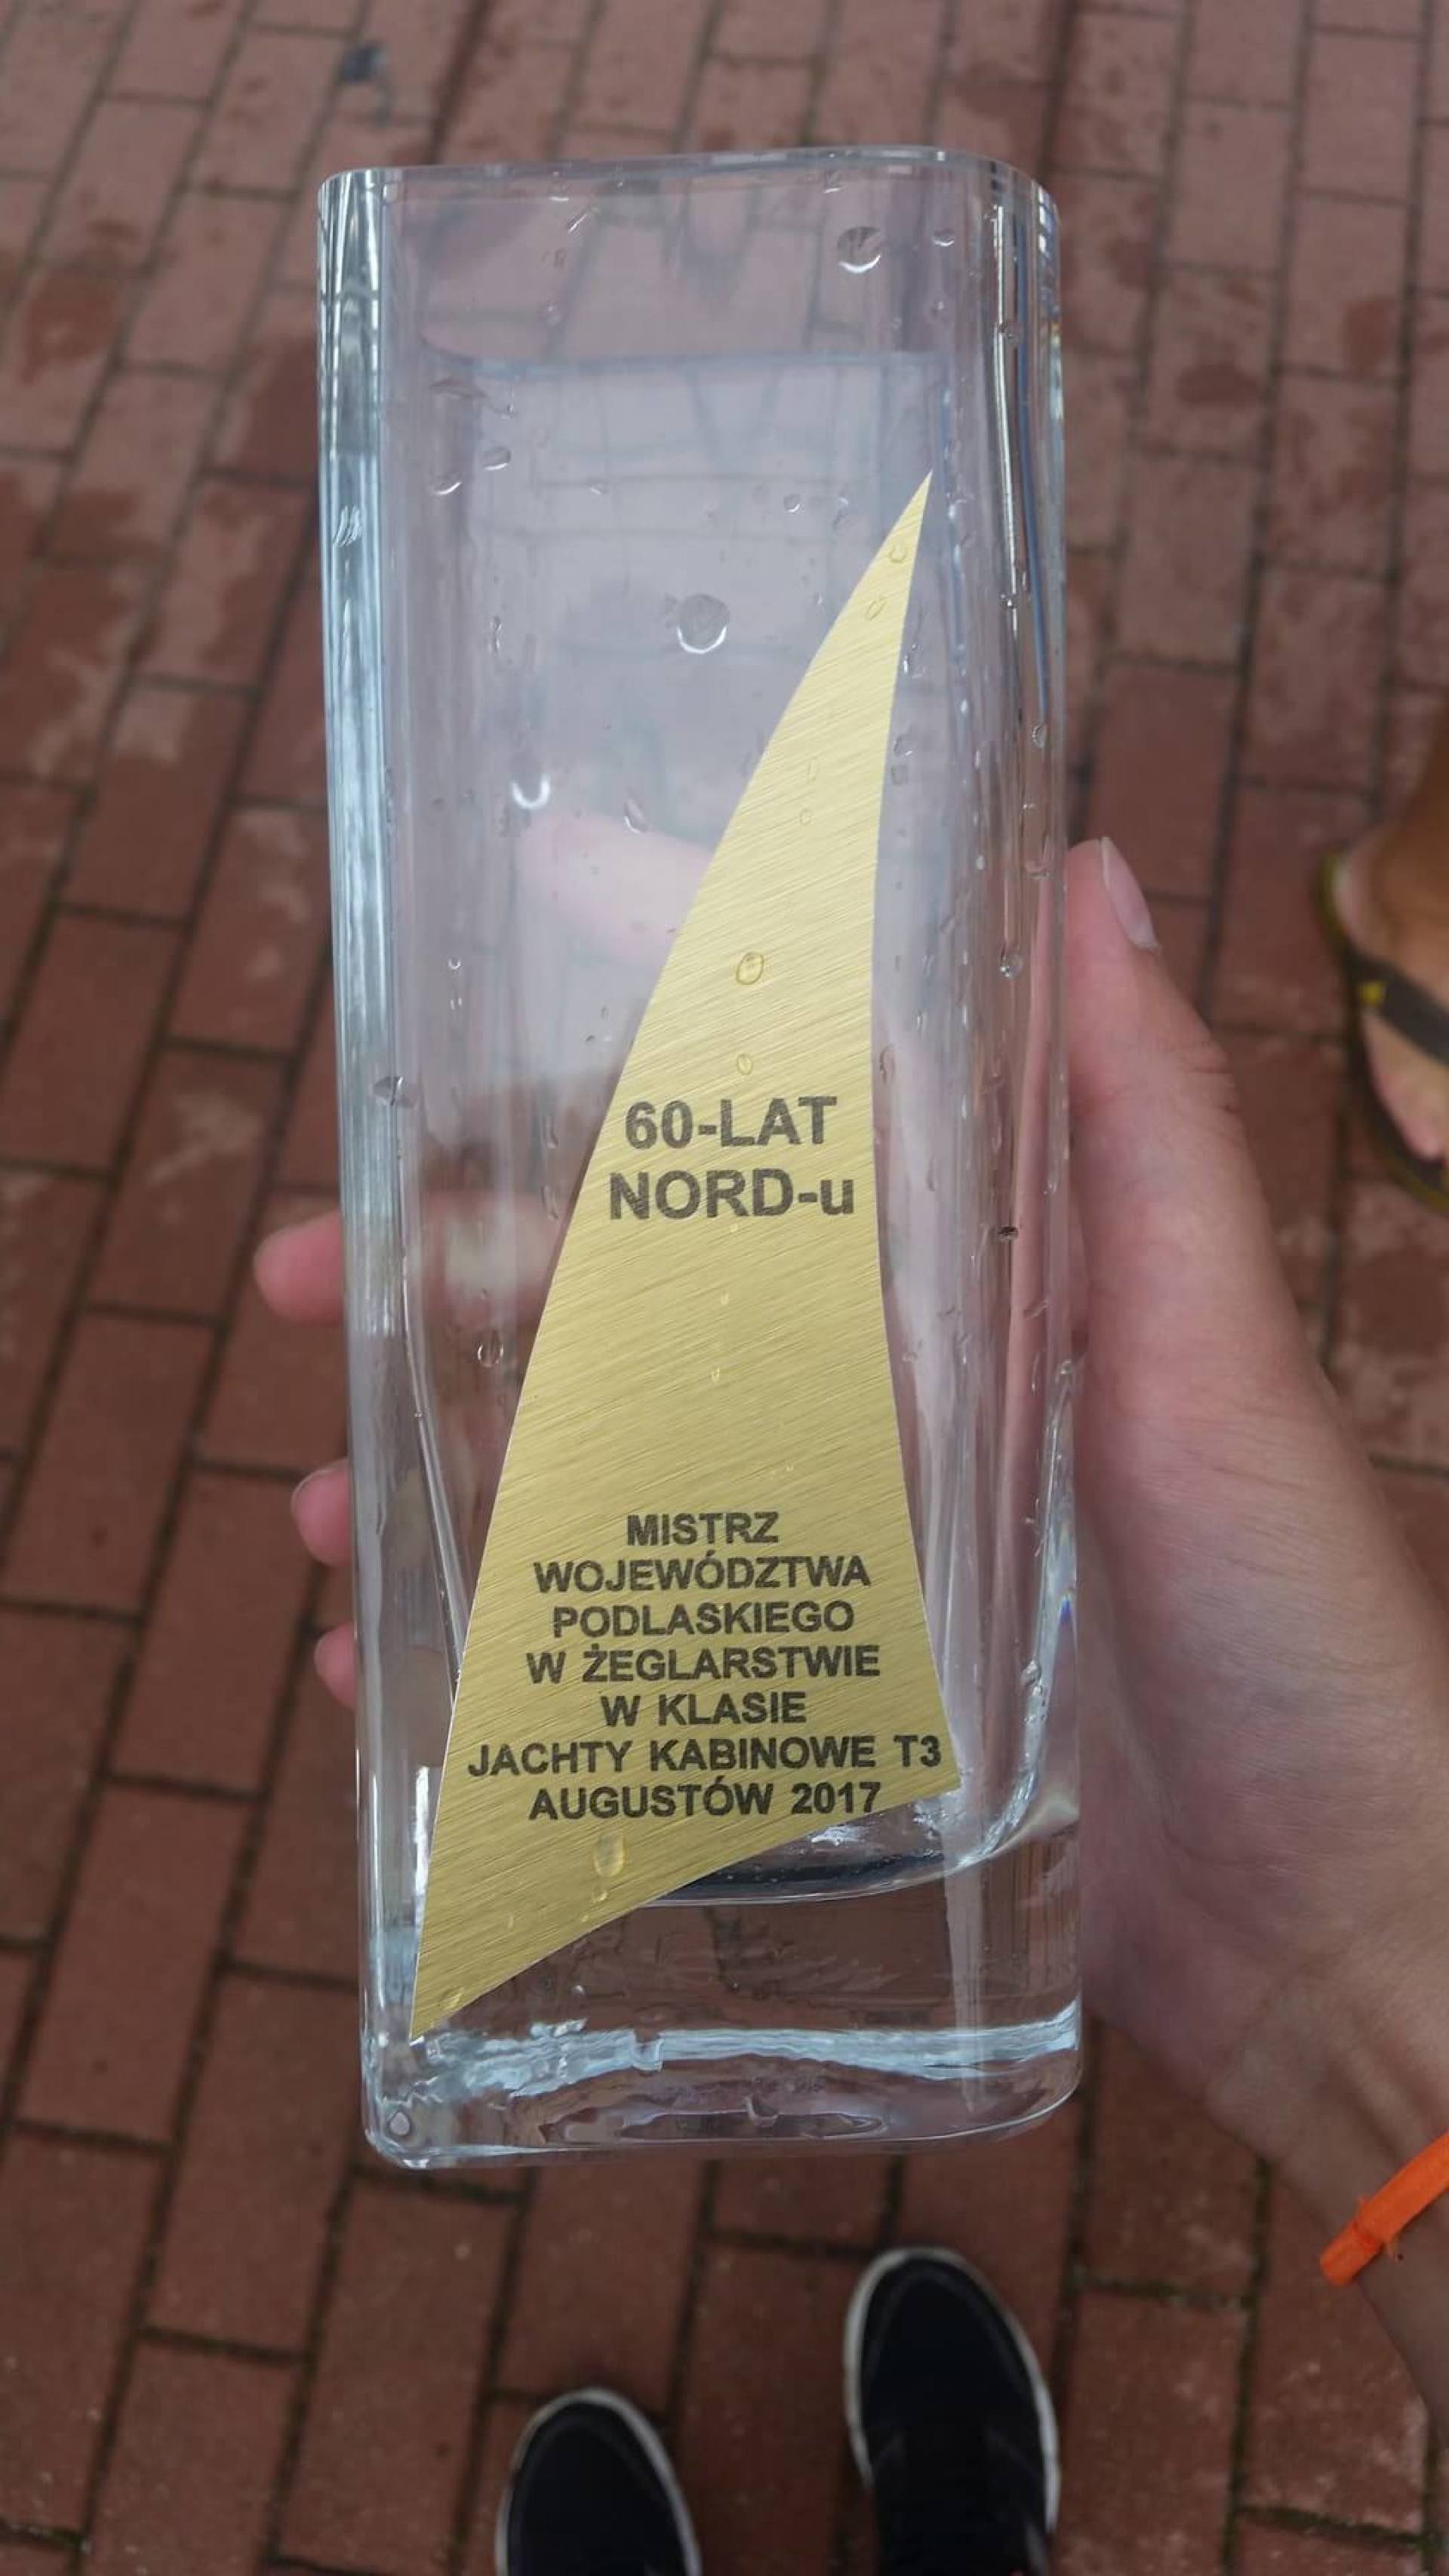 60-LAT
NORD-u
MISTRZ
WOJEWÓDZTWA
PODLASKIEGO
W ŻEGLARSTWIE
W KLASIE
JACHTY KABINOWE T3
AUGUSTÓW 2017